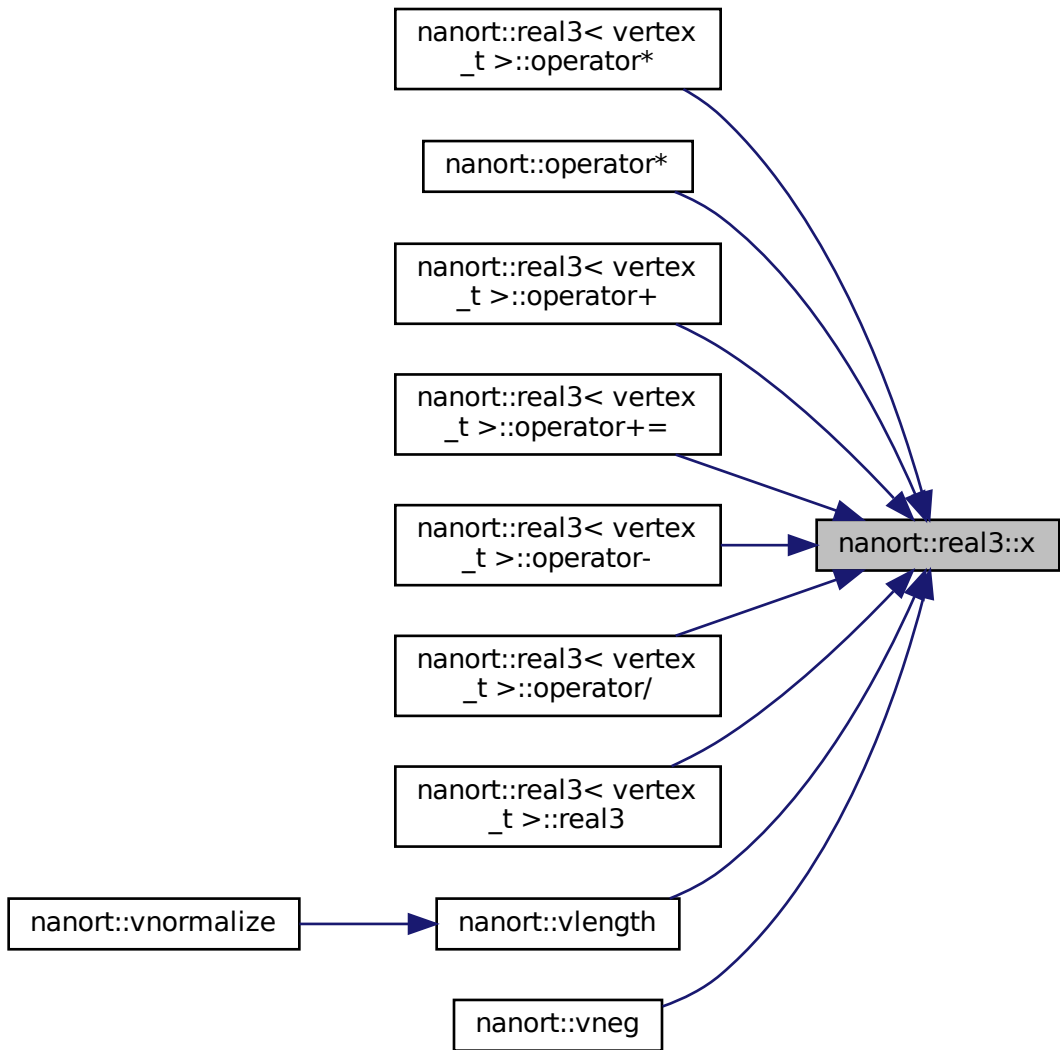 nanort::real3< vertex
_t >::operator*
nanort::operator*
nanort::real3< vertex
_t >::operator+
nanort::real3< vertex
_t >::operator+=
nanort::real3< vertex
_t >::operator-
nanort::real3::x
nanort::real3< vertex
_t >::operator/
nanort::real3< vertex
_t >::real3
nanort::vnormalize
nanort::vlength
nanort::vneg